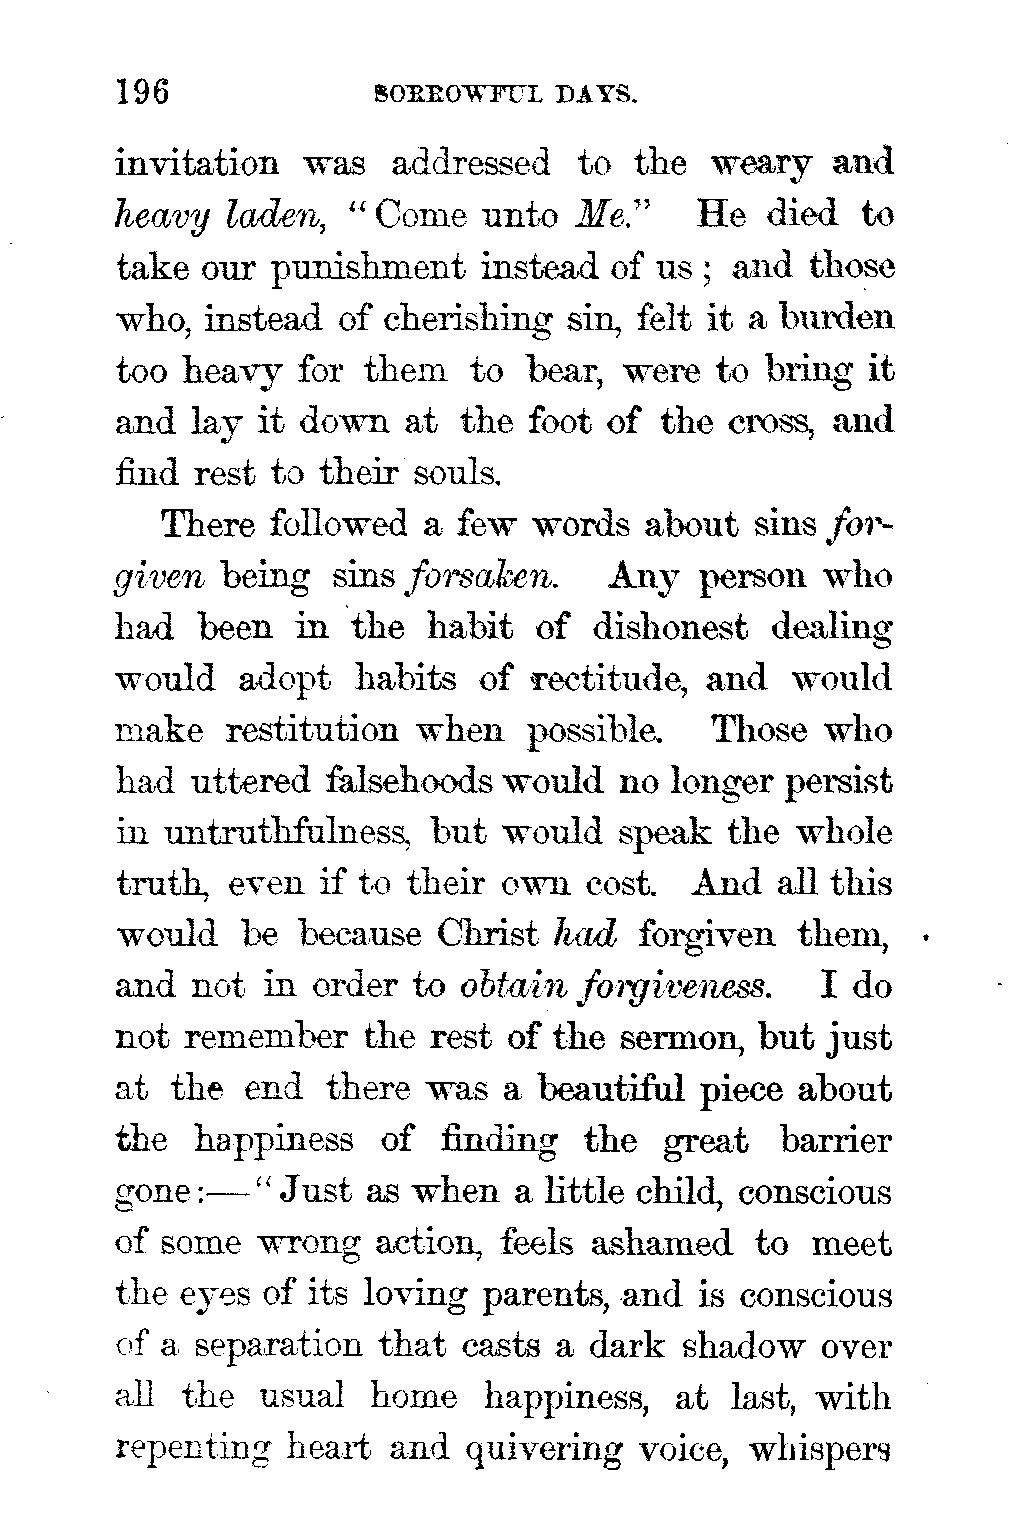 196 SORROWFUL DAYS.
invitation was addressed to the weary and
heavy laden, “Come unto Me.” He died to
take our punishment instead of us; and those
who, instead of cherishing sin, felt it a burden
too heavy for them to bear, were to bring it
and lay it down at the foot of the cross, and
find rest to their souls.
There followed a few words about sins for-
given being sins forsaken. Any person who
had been in the habit of dishonest dealing
would adopt habits of rectitude, and would
make restitution when possible. Those who
had uttered falsehoods would no longer persist
in untruthfulness, but would speak the whole
truth, even if to their own cost. And all this
would be because Christ had forgiven them,
and not in order to obtain forgiveness. I do
not remember the rest of the sermon, but just
at the end there was a beautiful piece about
the happiness of finding the great barrier
gone:—“Just as when a little child, conscious
of some wrong action, feels ashamed to meet
the eyes of its loving parents, and is conscious
of a separation that casts a dark shadow over
all the usual home happiness, at last, with
repenting heart and quivering voice, whispers